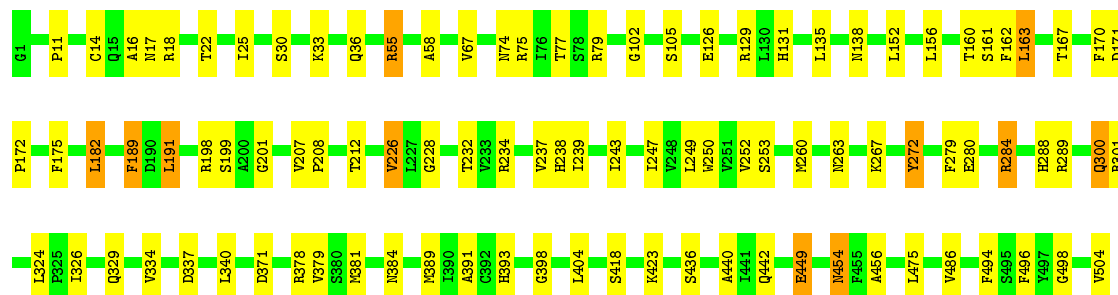 G1 P11 C14 Q15 A16 N17 R18 T22 I25 S30 K33 Q36 R55 A58 V67 N74 R75 I76 T77 S78 R79 G102 S105 E126 R129 L130 H131 L135 N138 L152 L156 T160 S161 F162 L163 T167 F170 D171
P172 F175 L182 F189 D190 L191 R198 S199 A200 G201 V207 P208 T212 V226 L227 G228 T232 V233 R234 V237 H238 I239 I243 I247 V248 L249 W250 V251 V252 S253 M260 N263 K267 Y272 F279 E280 R284 H288 R289 Q300
L324 P325 I326 Q329 V334 D337 L340 D371 R378 V379 S380 M381 N384 M389 I390 A391 C392 H393 G398 L404 S418 K423 S436 A440 I441 Q442 E449 N454 F455 A456 L475 V486 F494 S495 F496 Y497 G498 V504